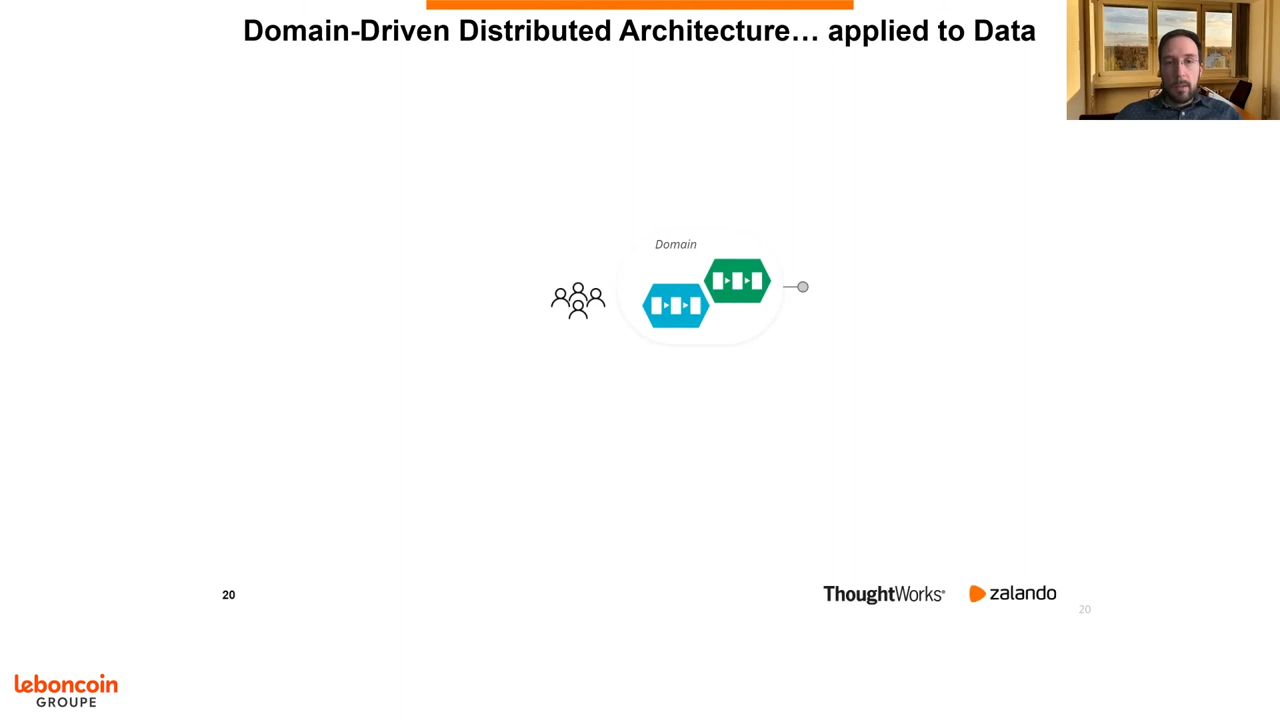 Domain-Driven Distributed Architecture… applied to Data
Domain
20
ThoughtWorks®
zalando
20
leboncoin
GROUPE